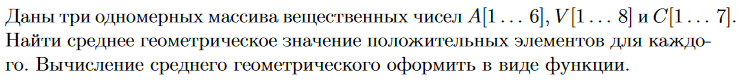 Даны три одномерных массива вещественных чисел A[1 … 6], V[1 … 8] и C[1 … 7].
Найти среднее геометрическое значение положительных элементов для каждо-
го. Вычисление среднего геометрического оформить в виде функции.